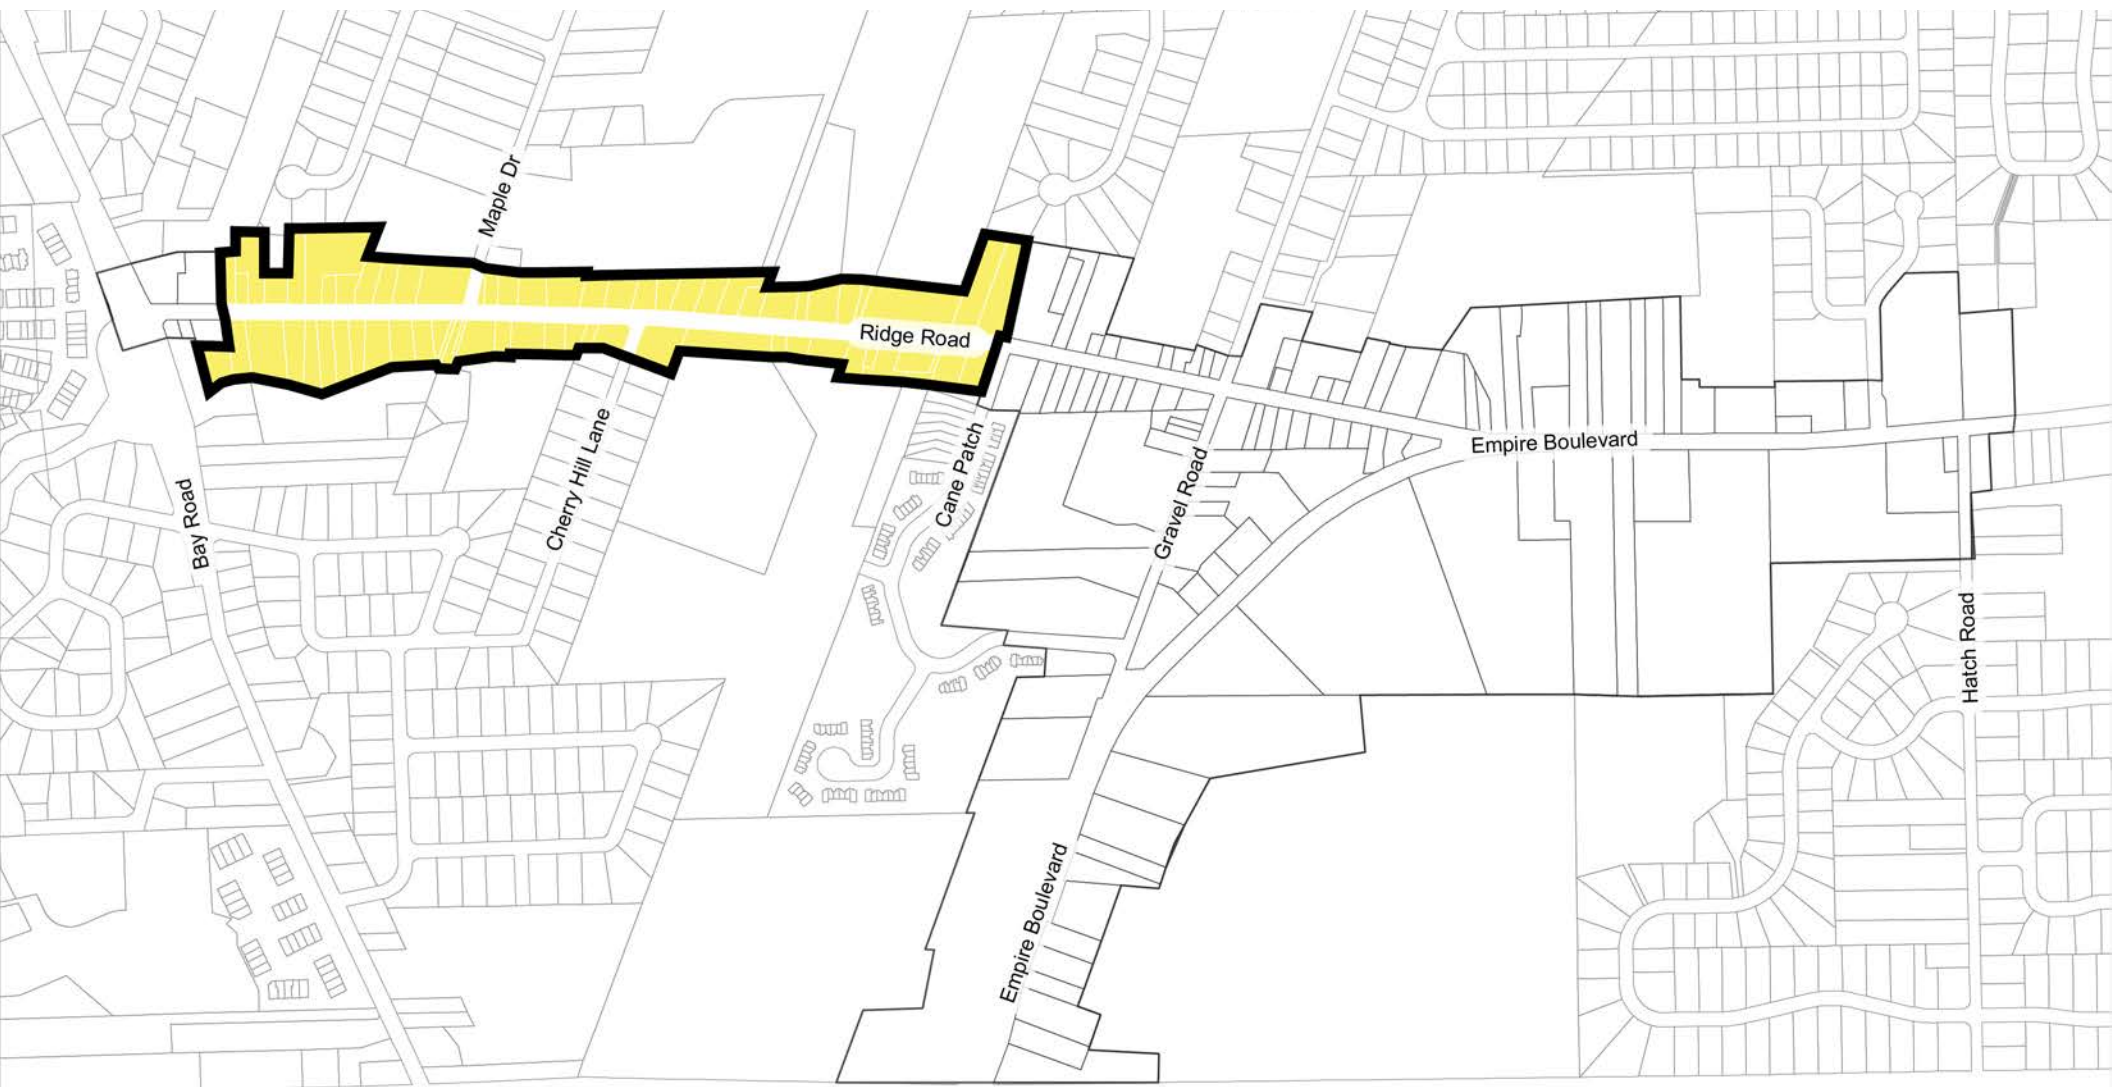 Maple Dr
Ridge Road
Empire Boulevard
Cherry Hill Lane
Cane Patch
Gravel Road
Bay Road
Hatch Road
Empire Boulevard